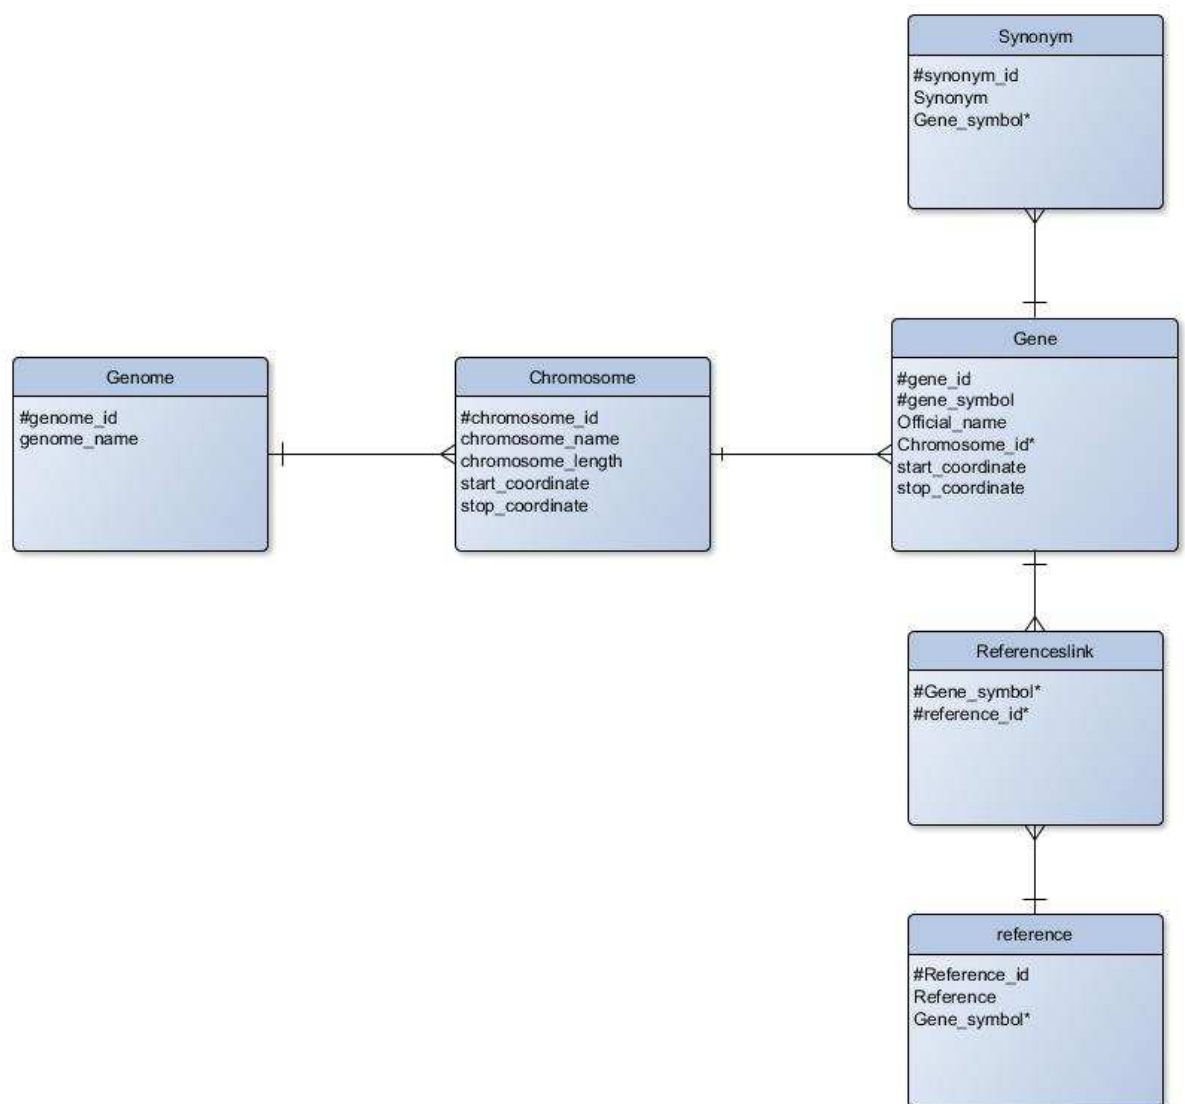 Synonym
#synonym_id
Synonym
Gene_symbol*
Gene
#gene_id
#gene_symbol
Official_name
Chromosome_id*
start_coordinate
stop_coordinate
Genome
#genome_id
genome_name
Chromosome
#chromosome_id
chromosome_name
chromosome_length
start_coordinate
stop_coordinate
Referenceslink
#Gene_symbol*
#reference_id*
reference
#Reference_id
Reference
Gene_symbol*